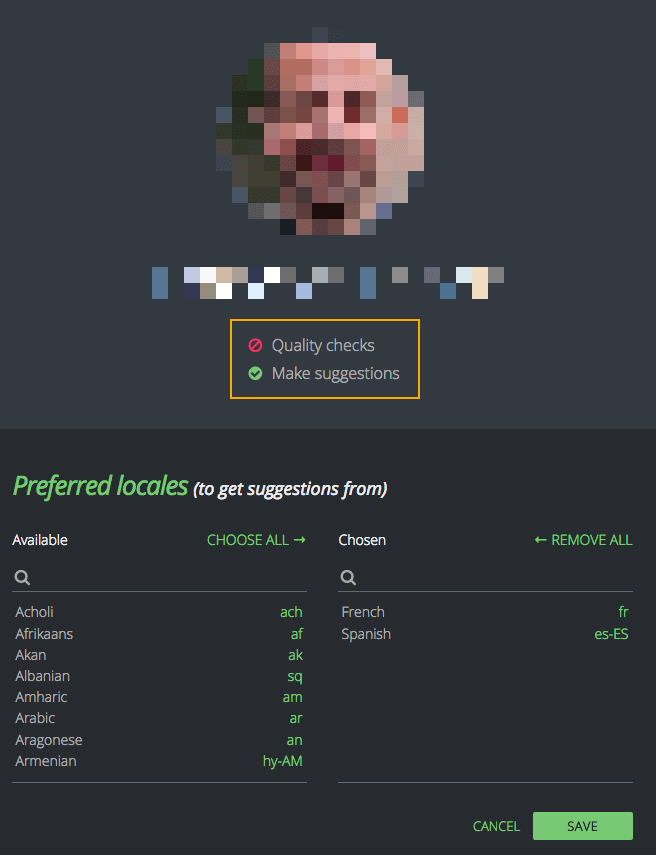 Quality checks
Make suggestions
Preferred locales (to get suggestions from)
Available CHOOSE ALL →
Chosen ← REMOVE ALL
Acholi ach
Afrikaans af
Akan ak
Albanian sq
Amharic am
Arabic ar
Aragonese an
Armenian hy-AM
French fr
Spanish es-ES
CANCEL SAVE